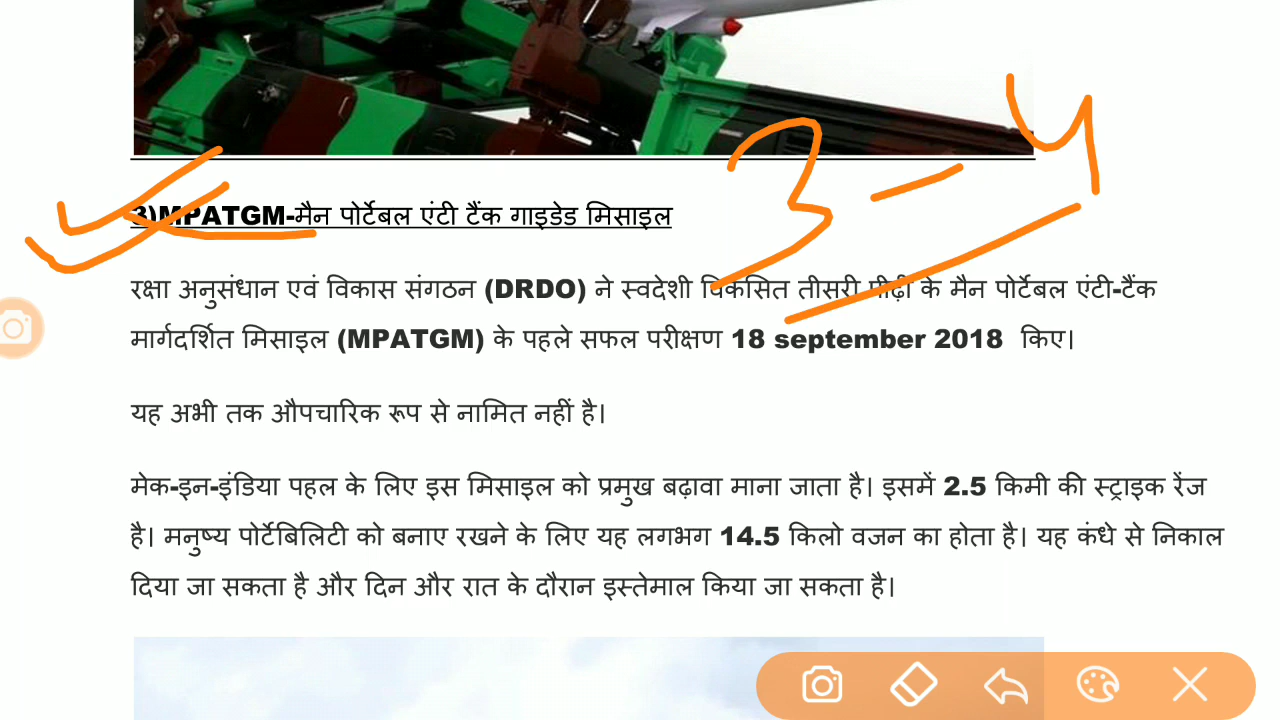 3)MPATGM-मैन पोर्टेबल एंटी टैंक गाइडेड मिसाइल
3-4
रक्षा अनुसंधान एवं विकास संगठन (DRDO) ने स्वदेशी विकसित तीसरी पीढ़ी के मैन पोर्टेबल एंटी-टैंक
मार्गदर्शित मिसाइल (MPATGM) के पहले सफल परीक्षण 18 september 2018 किए।
यह अभी तक औपचारिक रूप से नामित नहीं है।
मेक-इन-इंडिया पहल के लिए इस मिसाइल को प्रमुख बढ़ावा माना जाता है। इसमें 2.5 किमी की स्ट्राइक रेंज
है। मनुष्य पोर्टेबिलिटी को बनाए रखने के लिए यह लगभग 14.5 किलो वजन का होता है। यह कंधे से निकाल
दिया जा सकता है और दिन और रात के दौरान इस्तेमाल किया जा सकता है।